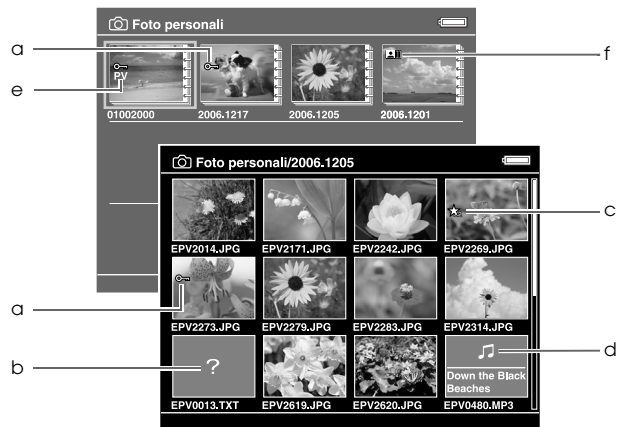 Foto personali
a
a
f
e
PV
01002000 2006.1217 2006.1205 2006.1201
Foto personali/2006.1205
c
EPV2014.JPG EPV2171.JPG EPV2242.JPG EPV2269.JPG
a
EPV2273.JPG EPV2279.JPG EPV2283.JPG EPV2314.JPG
b
?
d
Down the Black
Beaches
EPV0013.TXT EPV2619.JPG EPV2620.JPG EPV0480.MP3